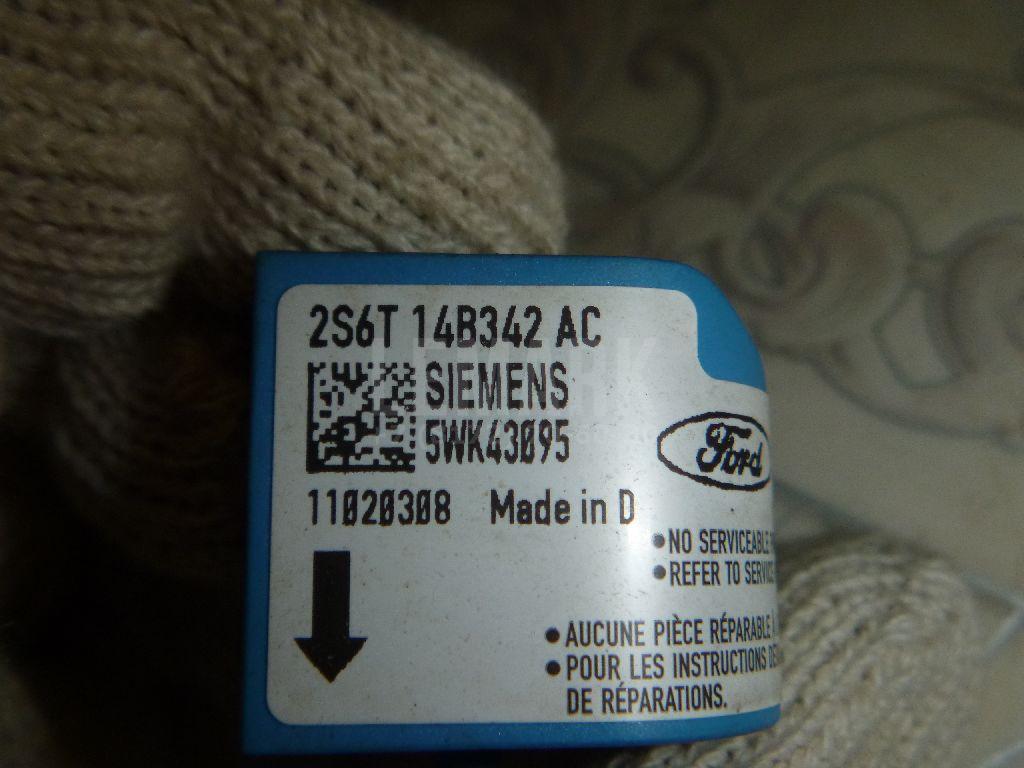 2S6T 14B342 AC
SIEMENS
5WK43095
Ford
11020308 Made in D
•NO SERVICEABLE
•REFER TO SERVICE
•AUCUNE PIÈCE RÉPARABLE
•POUR LES INSTRUCTIONS
DE RÉPARATIONS.